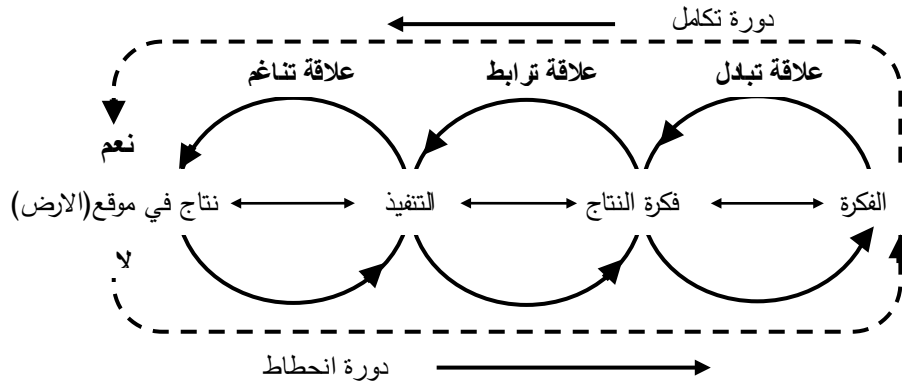 دورة تكامل
علاقة تبادل
علاقة ترابط
علاقة تناغم
نعم
الفكرة
فكرة النتاج
التنفيذ
نتاج في موقع(الارض)
لا
دورة انحطاط